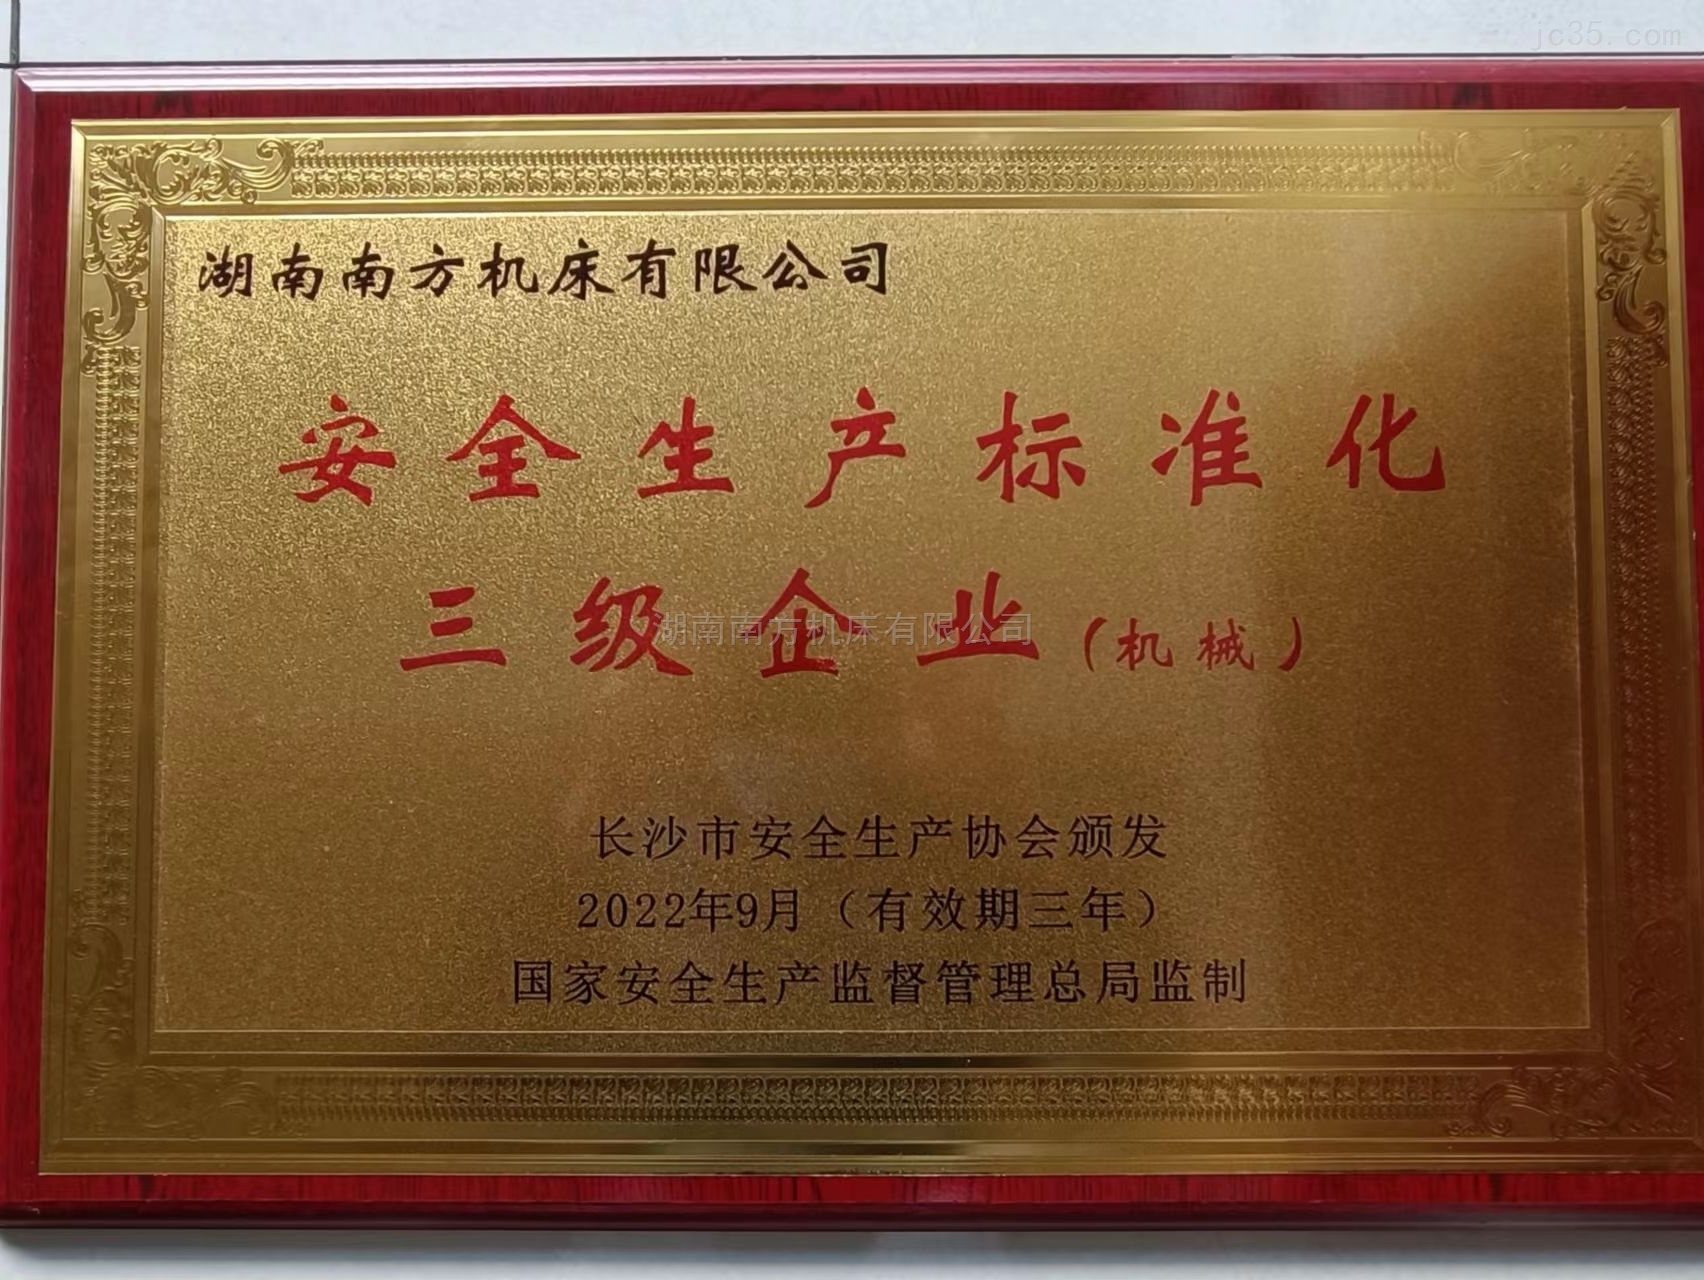 jc35.com
湖南南方机床有限公司
安全生产标准化
三级企业（机械）
湖南南方机床有限公司
长沙市安全生产协会颁发
2022年9月（有效期三年）
国家安全生产监督管理总局监制